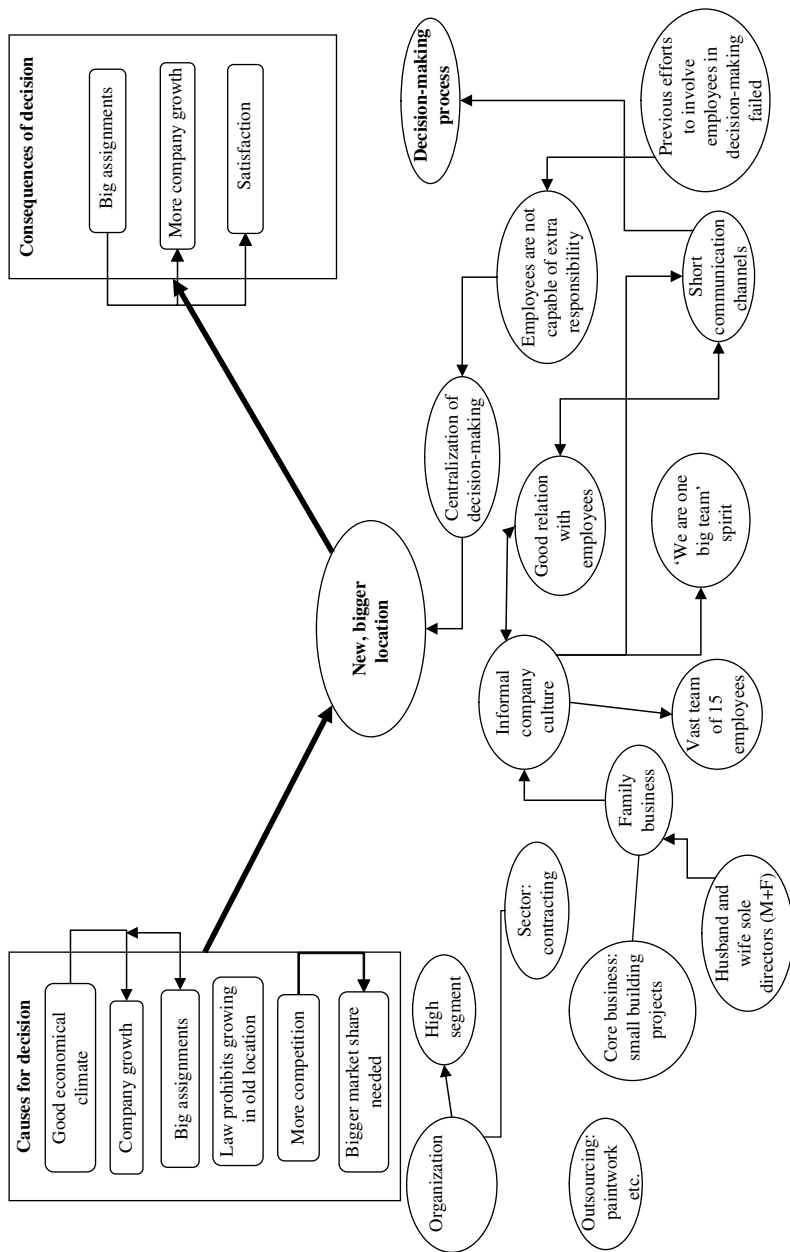 Causes for decision
Good economical
climate
Company growth
Big assignments
Law prohibits growing
in old location
More competition
Bigger market share
needed
New, bigger
location
Consequences of decision
Big assignments
More company growth
Satisfaction
Organization
High
segment
Sector:
contracting
Outsourcing:
paintwork
etc.
Core business:
small building
projects
Husband and
wife sole
directors (M+F)
Family
business
Informal
company
culture
Vast team
of 15
employees
Good relation
with
employees
‘We are one
big team’
spirit
Centralization of
decision-making
Employees are not
capable of extra
responsibility
Short
communication
channels
Decision-making
process
Previous efforts
to involve
employees in
decision-making
failed